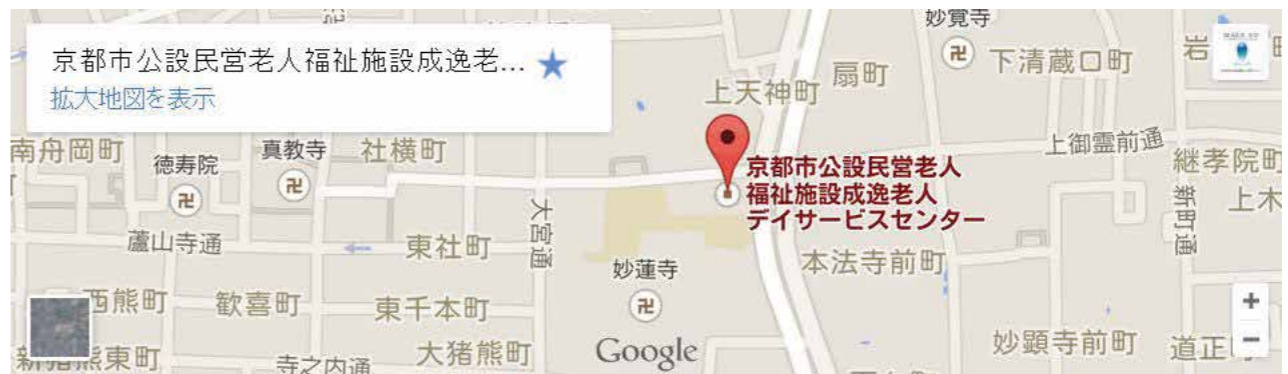 京都市公設民営老人福祉施設成逸老...
拡大地図を表示
妙覚寺
下清蔵口町
岩
扇町
上天神町
上御霊前通
南舟岡町
徳寿院
真教寺
社横町
継孝院町
京都市公設民営老人
福祉施設成逸老人
デイサービスセンター
新町通
上木
大宮通
蘆山寺通
東社町
妙蓮寺
本法寺前町
西熊町
歓喜町
東千本町
妙顕寺前町
道正
新猪熊東町
寺之内通
大猪熊町
Google